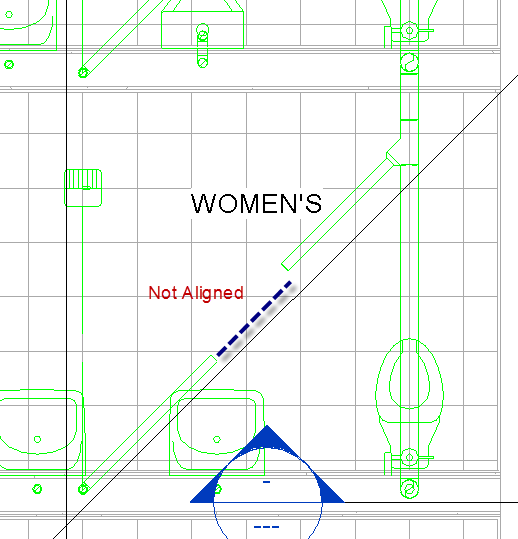 WOMEN'S
Not Aligned
-
---